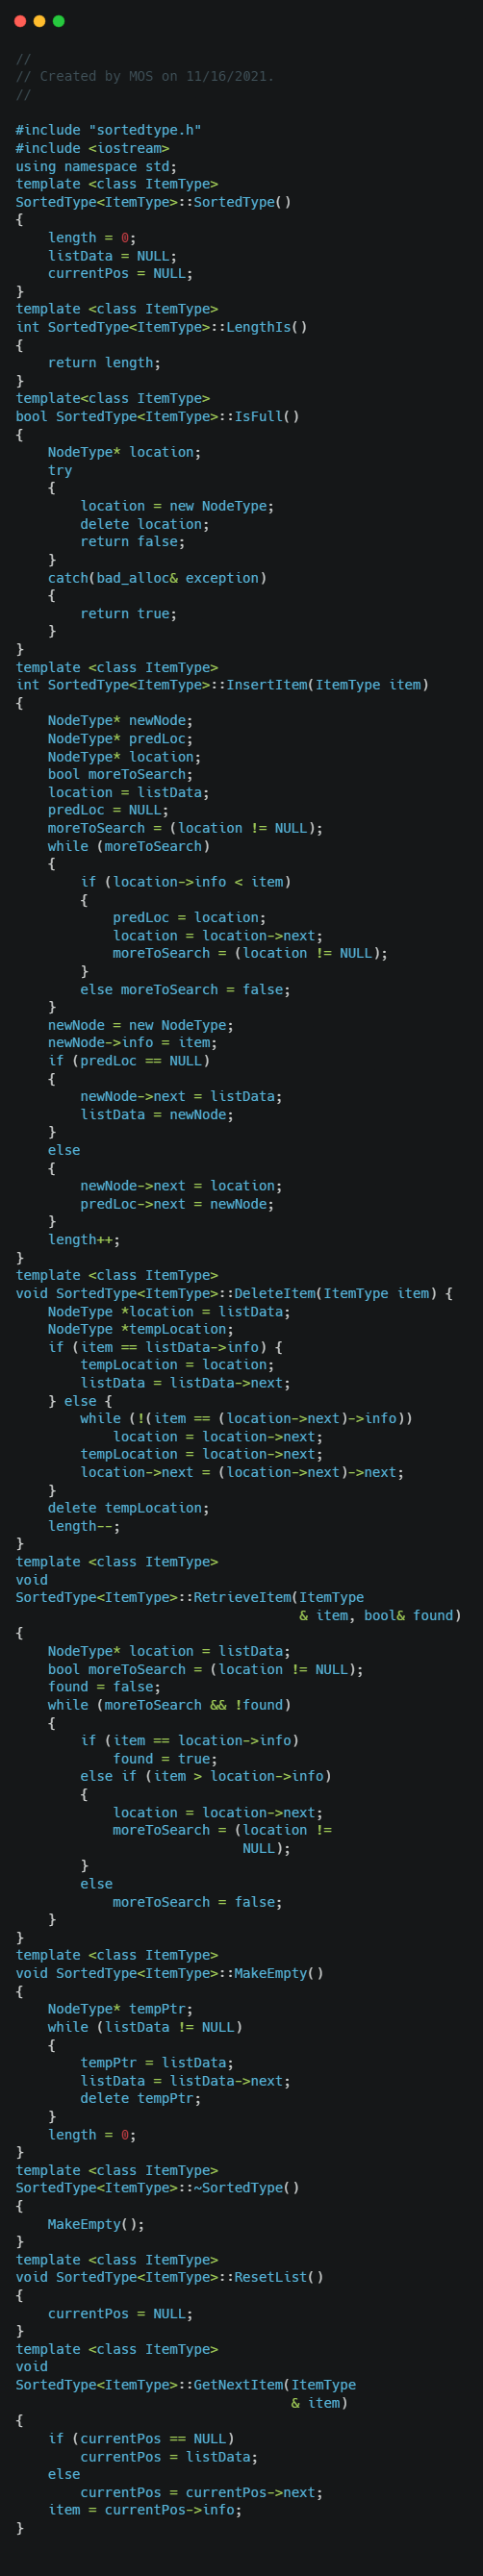 //
// Created by MOS on 11/16/2021.
//
#include "sortedtype.h"
#include <iostream>
using namespace std;
template <class ItemType>
SortedType<ItemType>::SortedType()
{
    length = 0;
    listData = NULL;
    currentPos = NULL;
}
template <class ItemType>
int SortedType<ItemType>::LengthIs()
{
    return length;
}
template<class ItemType>
bool SortedType<ItemType>::IsFull()
{
    NodeType* location;
    try
    {
        location = new NodeType;
        delete location;
        return false;
    }
    catch(bad_alloc& exception)
    {
        return true;
    }
}
template <class ItemType>
int SortedType<ItemType>::InsertItem(ItemType item)
{
    NodeType* newNode;
    NodeType* predLoc;
    NodeType* location;
    bool moreToSearch;
    location = listData;
    predLoc = NULL;
    moreToSearch = (location != NULL);
    while (moreToSearch)
    {
        if (location->info < item)
        {
            predLoc = location;
            location = location->next;
            moreToSearch = (location != NULL);
        }
        else moreToSearch = false;
    }
    newNode = new NodeType;
    newNode->info = item;
    if (predLoc == NULL)
    {
        newNode->next = listData;
        listData = newNode;
    }
    else
    {
        newNode->next = location;
        predLoc->next = newNode;
    }
    length++;
}
template <class ItemType>
void SortedType<ItemType>::DeleteItem(ItemType item) {
    NodeType *location = listData;
    NodeType *tempLocation;
    if (item == listData->info) {
        tempLocation = location;
        listData = listData->next;
    } else {
        while (!(item == (location->next)->info))
            location = location->next;
        tempLocation = location->next;
        location->next = (location->next)->next;
    }
    delete tempLocation;
    length--;
}
template <class ItemType>
void
SortedType<ItemType>::RetrieveItem(ItemType
                                   & item, bool& found)
{
    NodeType* location = listData;
    bool moreToSearch = (location != NULL);
    found = false;
    while (moreToSearch && !found)
    {
        if (item == location->info)
            found = true;
        else if (item > location->info)
        {
            location = location->next;
            moreToSearch = (location !=
                            NULL);
        }
        else
            moreToSearch = false;
    }
}
template <class ItemType>
void SortedType<ItemType>::MakeEmpty()
{
    NodeType* tempPtr;
    while (listData != NULL)
    {
        tempPtr = listData;
        listData = listData->next;
        delete tempPtr;
    }
    length = 0;
}
template <class ItemType>
SortedType<ItemType>::~SortedType()
{
    MakeEmpty();
}
template <class ItemType>
void SortedType<ItemType>::ResetList()
{
    currentPos = NULL;
}
template <class ItemType>
void
SortedType<ItemType>::GetNextItem(ItemType
                                  & item)
{
    if (currentPos == NULL)
        currentPos = listData;
    else
        currentPos = currentPos->next;
    item = currentPos->info;
}